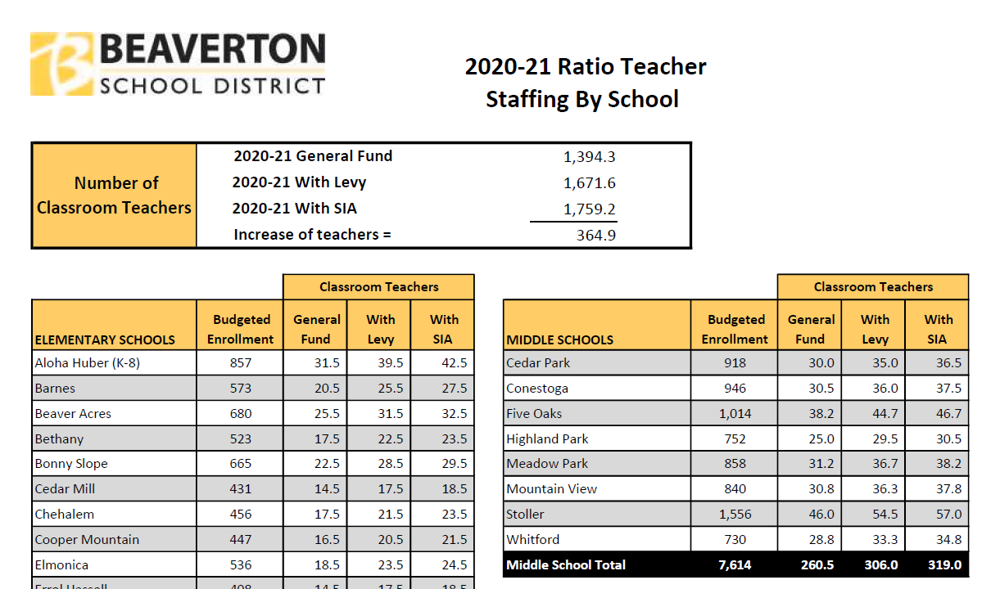 BEAVERTON
SCHOOL DISTRICT
2020-21 Ratio Teacher
Staffing By School
Number of
Classroom Teachers
2020-21 General Fund 1,394.3
2020-21 With Levy 1,671.6
2020-21 With SIA 1,759.2
Increase of teachers = 364.9
Classroom Teachers
ELEMENTARY SCHOOLS Budgeted Enrollment General Fund With Levy With SIA
Aloha Huber (K-8) 857 31.5 39.5 42.5
Barnes 573 20.5 25.5 27.5
Beaver Acres 680 25.5 31.5 32.5
Bethany 523 17.5 22.5 23.5
Bonny Slope 665 22.5 28.5 29.5
Cedar Mill 431 14.5 17.5 18.5
Chehalem 456 17.5 21.5 23.5
Cooper Mountain 447 16.5 20.5 21.5
Elmonica 536 18.5 23.5 24.5
Errol Hassell 408 14.5 17.5 18.5
Classroom Teachers
MIDDLE SCHOOLS Budgeted Enrollment General Fund With Levy With SIA
Cedar Park 918 30.0 35.0 36.5
Conestoga 946 30.5 36.0 37.5
Five Oaks 1,014 38.2 44.7 46.7
Highland Park 752 25.0 29.5 30.5
Meadow Park 858 31.2 36.7 38.2
Mountain View 840 30.8 36.3 37.8
Stoller 1,556 46.0 54.5 57.0
Whitford 730 28.8 33.3 34.8
Middle School Total 7,614 260.5 306.0 319.0